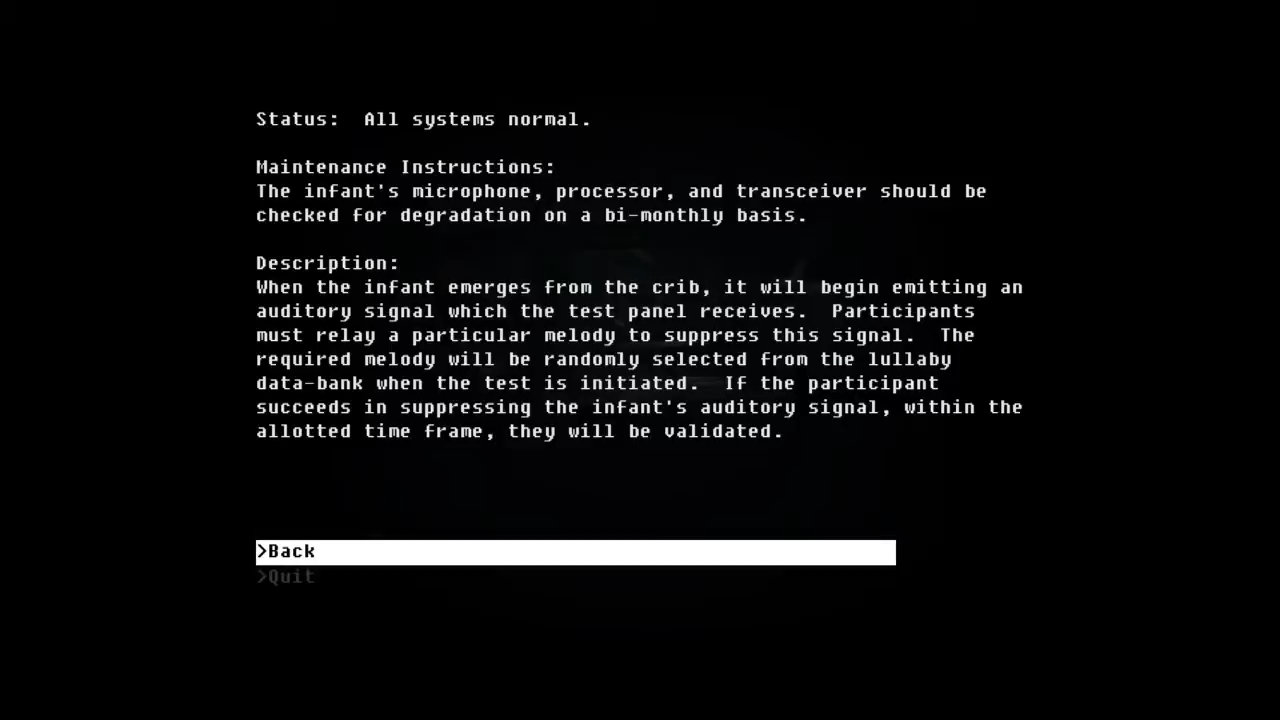 Status:  All systems normal.
Maintenance Instructions:
The infant's microphone, processor, and transceiver should be
checked for degradation on a bi-monthly basis.
Description:
When the infant emerges from the crib, it will begin emitting an
auditory signal which the test panel receives.  Participants
must relay a particular melody to suppress this signal.  The
required melody will be randomly selected from the lullaby
data-bank when the test is initiated.  If the participant
succeeds in suppressing the infant's auditory signal, within the
allotted time frame, they will be validated.
>Back
>Quit